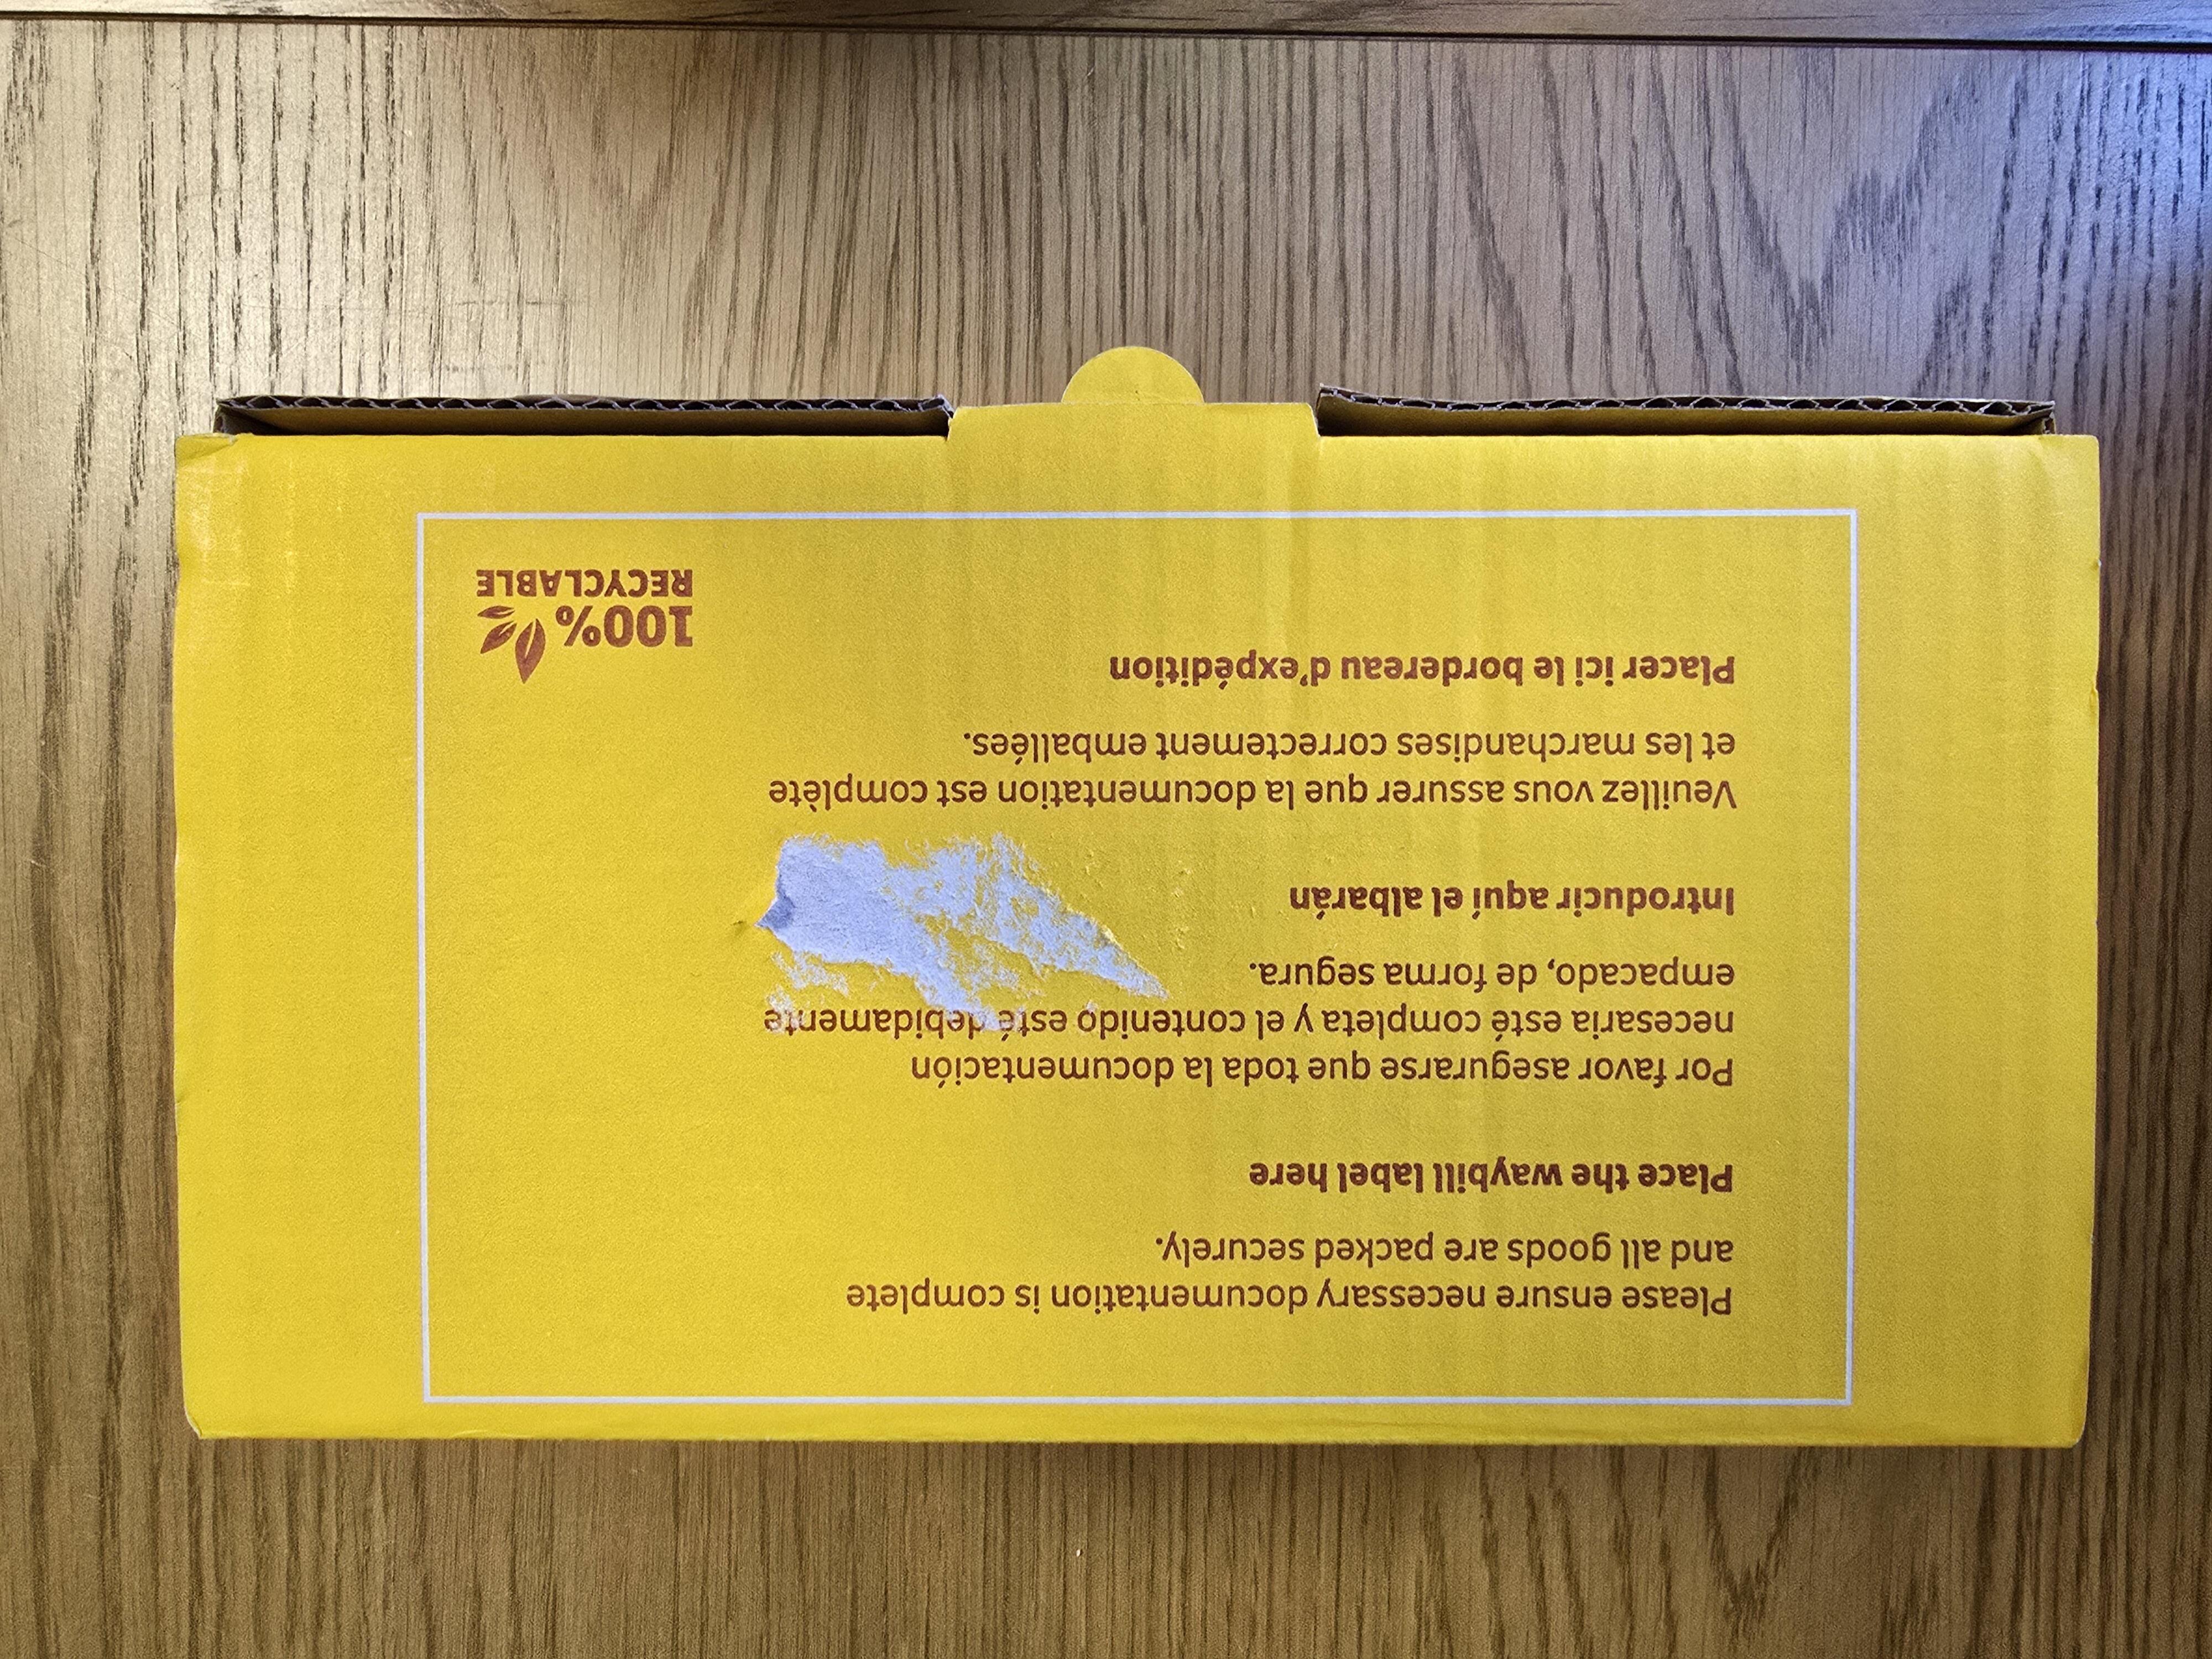 Please ensure necessary documentation is complete
and all goods are packed securely.
Place the waybill label here
Por favor asegurarse que toda la documentación
necesaria esté completa y el contenido esté debidamente
empacado, de forma segura.
Introducir aquí el albarán
Veuillez vous assurer que la documentation est complète
et les marchandises correctement emballées.
Placer ici le bordereau d'expédition
100%
RECYCLABLE